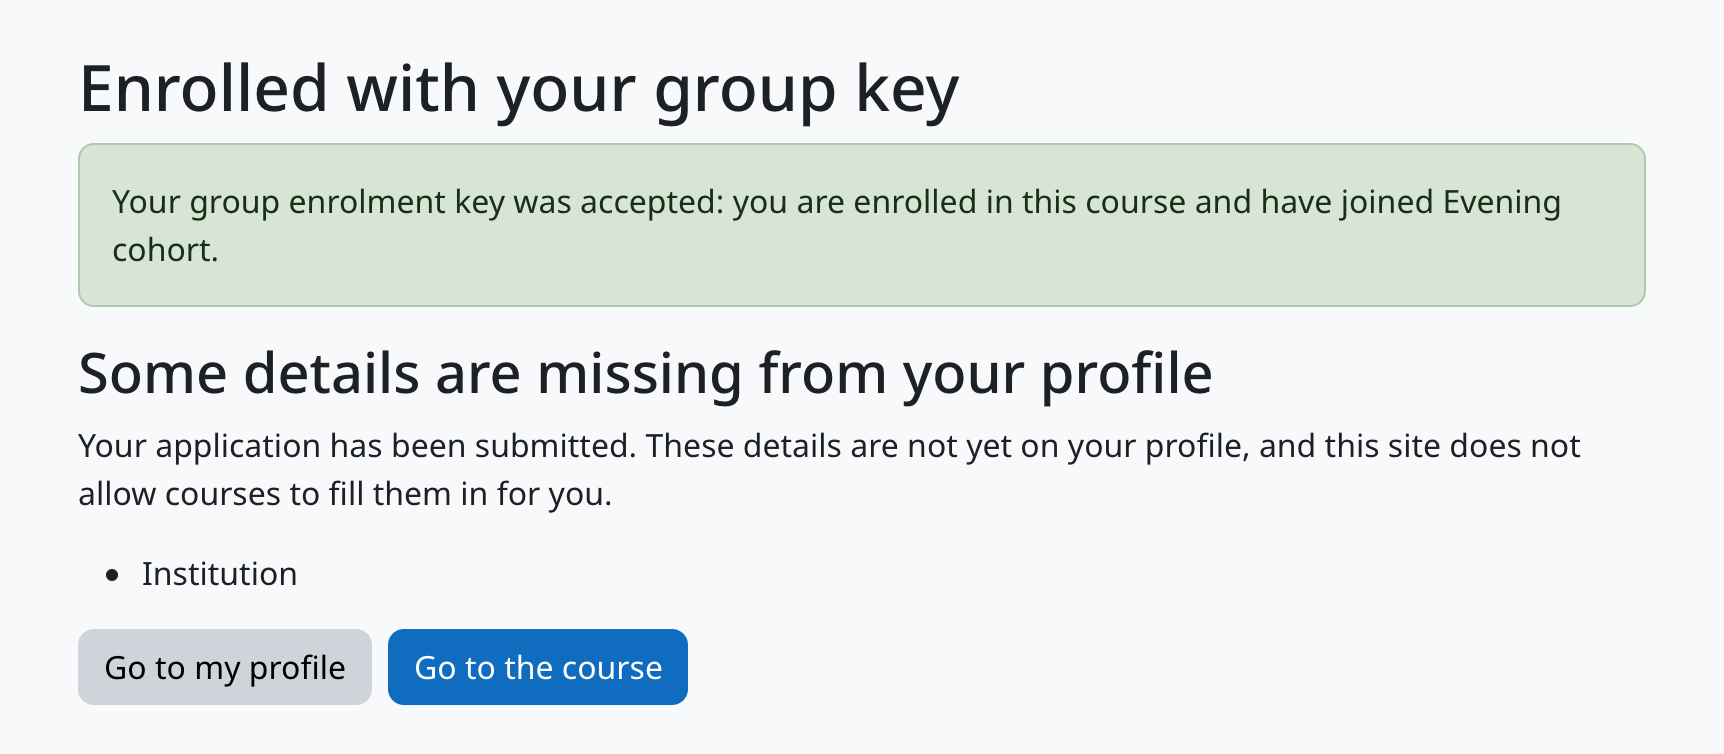 Enrolled with your group key
Your group enrolment key was accepted: you are enrolled in this course and have joined Evening
cohort.
Some details are missing from your profile
Your application has been submitted. These details are not yet on your profile, and this site does not
allow courses to fill them in for you.
Institution
Go to my profile
Go to the course